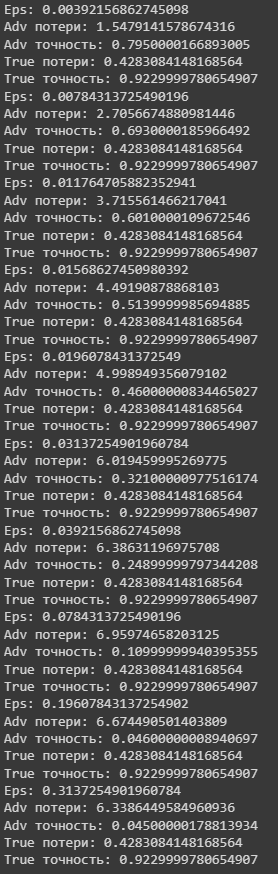 Eps: 0.00392156862745098
Adv потери: 1.5479141578674316
Adv точность: 0.7950000166893005
True потери: 0.4283084148168564
True точность: 0.9229999780654907
Eps: 0.00784313725490196
Adv потери: 2.7056674880981446
Adv точность: 0.6930000185966492
True потери: 0.4283084148168564
True точность: 0.9229999780654907
Eps: 0.011764705882352941
Adv потери: 3.715561466217041
Adv точность: 0.6010000109672546
True потери: 0.4283084148168564
True точность: 0.9229999780654907
Eps: 0.01568627450980392
Adv потери: 4.49190878868103
Adv точность: 0.5139999985694885
True потери: 0.4283084148168564
True точность: 0.9229999780654907
Eps: 0.0196078431372549
Adv потери: 4.998949356079102
Adv точность: 0.46000000834465027
True потери: 0.4283084148168564
True точность: 0.9229999780654907
Eps: 0.03137254901960784
Adv потери: 6.019459995269775
Adv точность: 0.32100000977516174
True потери: 0.4283084148168564
True точность: 0.9229999780654907
Eps: 0.0392156862745098
Adv потери: 6.38631196975708
Adv точность: 0.24899999797344208
True потери: 0.4283084148168564
True точность: 0.9229999780654907
Eps: 0.0784313725490196
Adv потери: 6.95974658203125
Adv точность: 0.10999999940395355
True потери: 0.4283084148168564
True точность: 0.9229999780654907
Eps: 0.19607843137254902
Adv потери: 6.674490501403809
Adv точность: 0.04600000008940697
True потери: 0.4283084148168564
True точность: 0.9229999780654907
Eps: 0.3137254901960784
Adv потери: 6.3386449584960936
Adv точность: 0.04500000178813934
True потери: 0.4283084148168564
True точность: 0.9229999780654907